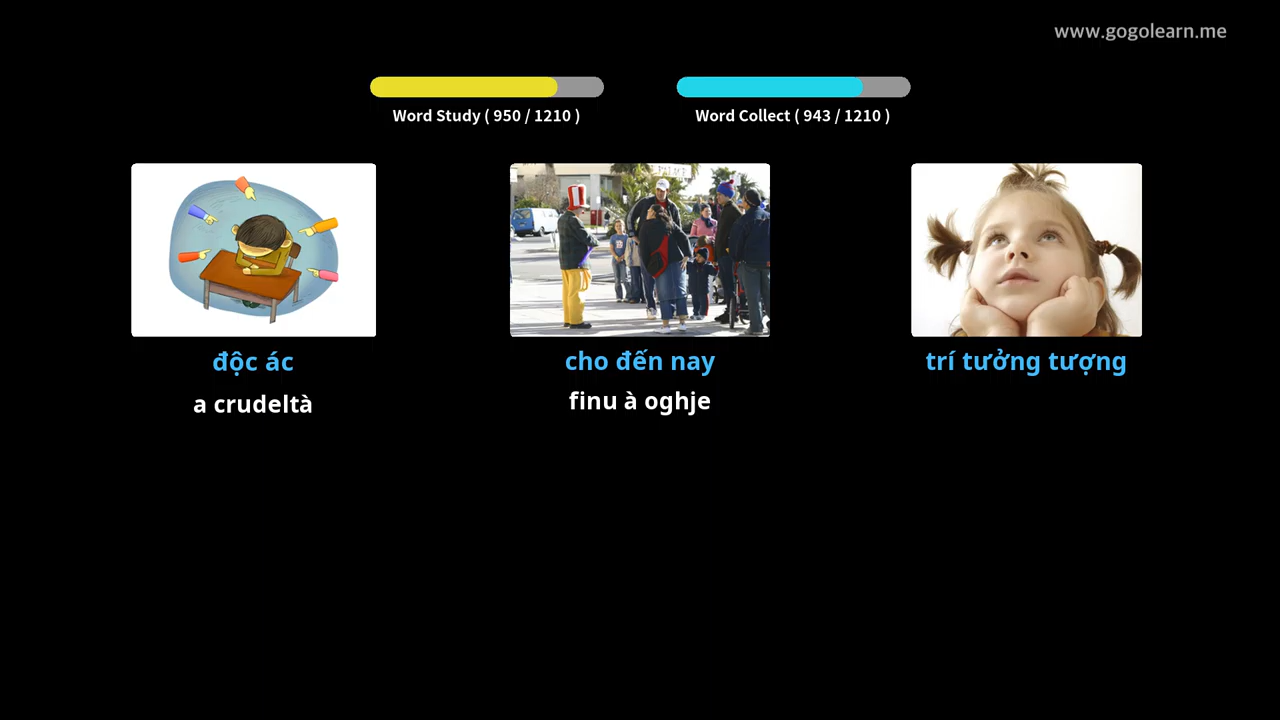 www.gogolearn.me
Word Study ( 950 / 1210 )
Word Collect ( 943 / 1210 )
độc ác
cho đến nay
trí tưởng tượng
a crudeltà
finu à oghje